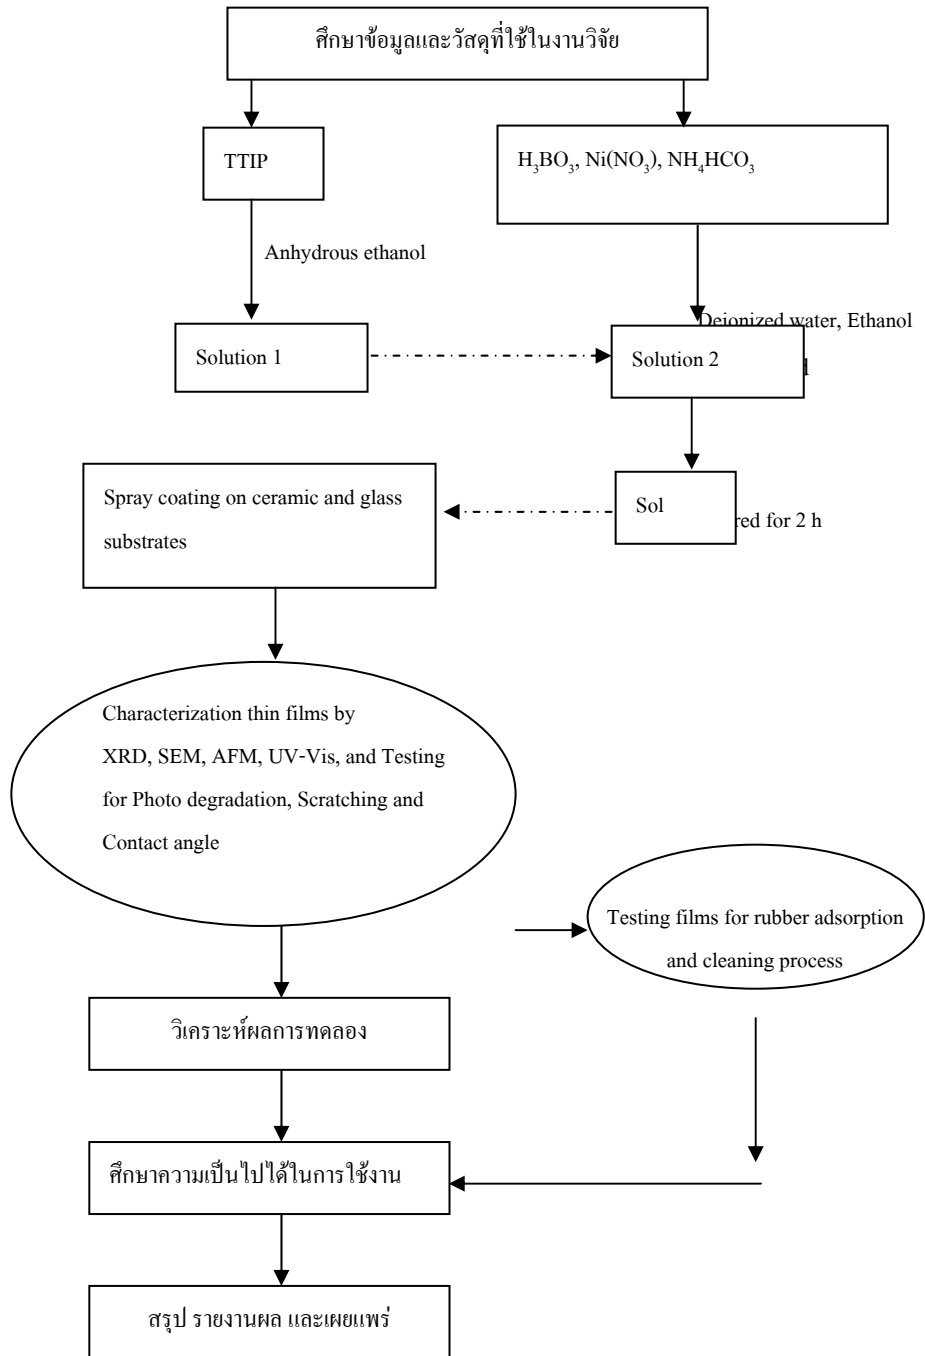 ศึกษาข้อมูลและวัสดุที่ใช้ในงานวิจัย
TTIP
H₃BO₃, Ni(NO₃), NH₄HCO₃
Anhydrous ethanol
Deionized water, Ethanol
Solution 1
Solution 2
Spray coating on ceramic and glass
substrates
Sol
for 2 h
Characterization thin films by
XRD, SEM, AFM, UV-Vis, and Testing
for Photo degradation, Scratching and
Contact angle
Testing films for rubber adsorption
and cleaning process
วิเคราะห์ผลการทดลอง
ศึกษาความเป็นไปได้ในการใช้งาน
สรุป รายงานผล และเผยแพร่